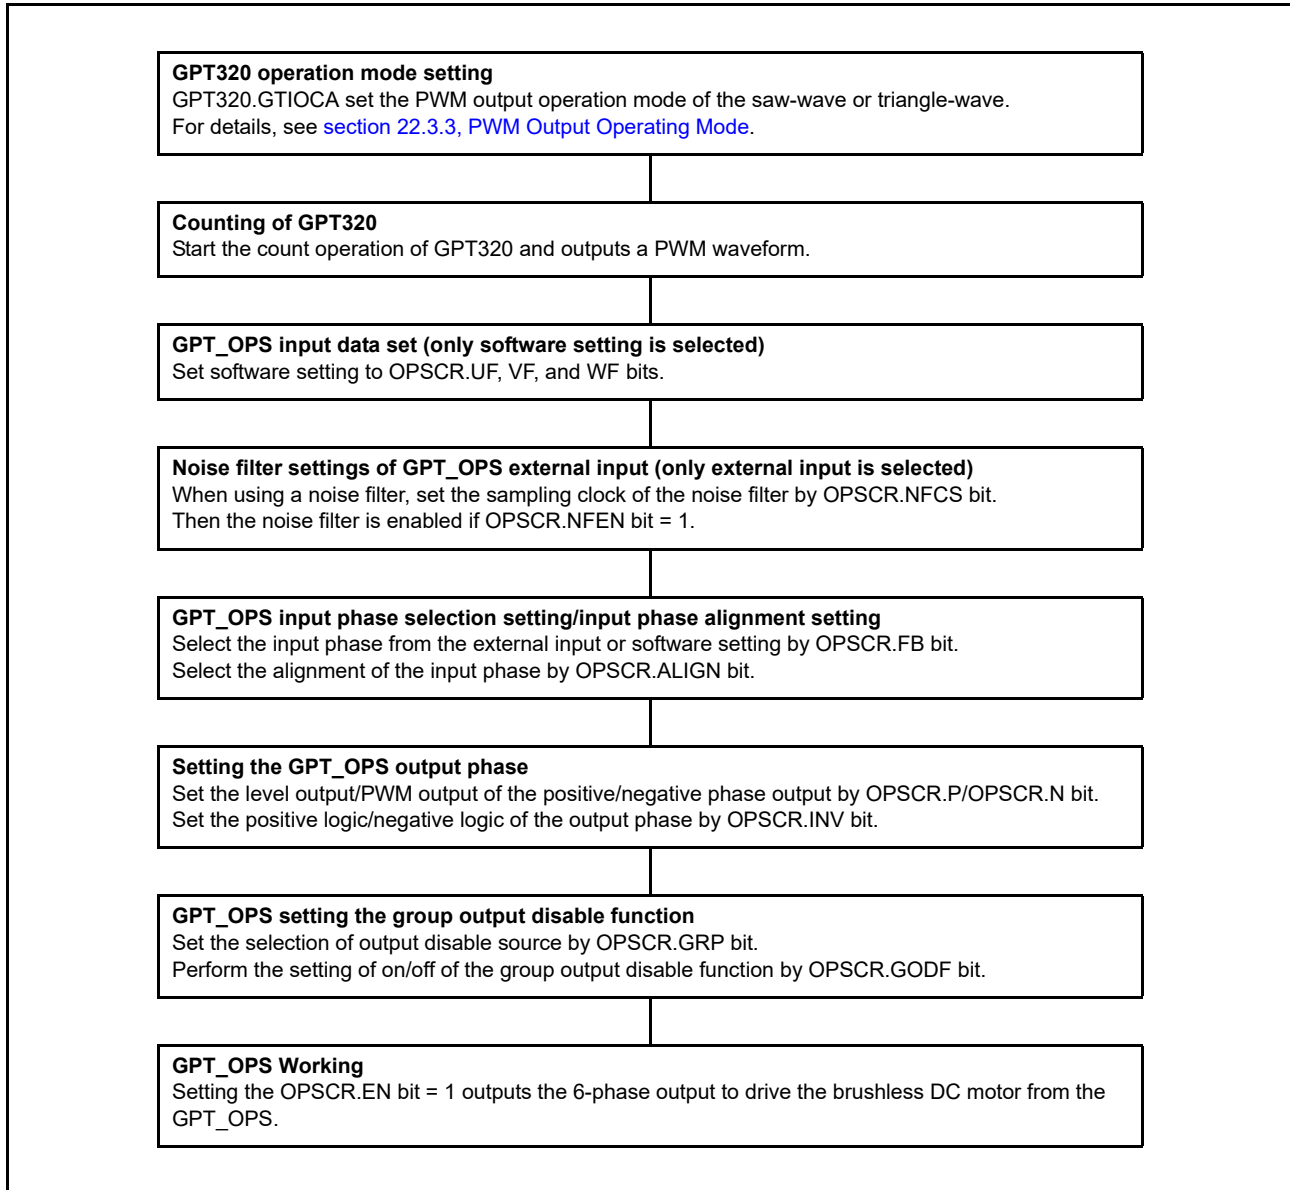 GPT320 operation mode setting
GPT320.GTIOCA set the PWM output operation mode of the saw-wave or triangle-wave.
For details, see section 22.3.3, PWM Output Operating Mode.
Counting of GPT320
Start the count operation of GPT320 and outputs a PWM waveform.
GPT_OPS input data set (only software setting is selected)
Set software setting to OPSCR.UF, VF, and WF bits.
Noise filter settings of GPT_OPS external input (only external input is selected)
When using a noise filter, set the sampling clock of the noise filter by OPSCR.NFCS bit.
Then the noise filter is enabled if OPSCR.NFEN bit = 1.
GPT_OPS input phase selection setting/input phase alignment setting
Select the input phase from the external input or software setting by OPSCR.FB bit.
Select the alignment of the input phase by OPSCR.ALIGN bit.
Setting the GPT_OPS output phase
Set the level output/PWM output of the positive/negative phase output by OPSCR.P/OPSCR.N bit.
Set the positive logic/negative logic of the output phase by OPSCR.INV bit.
GPT_OPS setting the group output disable function
Set the selection of output disable source by OPSCR.GRP bit.
Perform the setting of on/off of the group output disable function by OPSCR.GODF bit.
GPT_OPS Working
Setting the OPSCR.EN bit = 1 outputs the 6-phase output to drive the brushless DC motor from the
GPT_OPS.